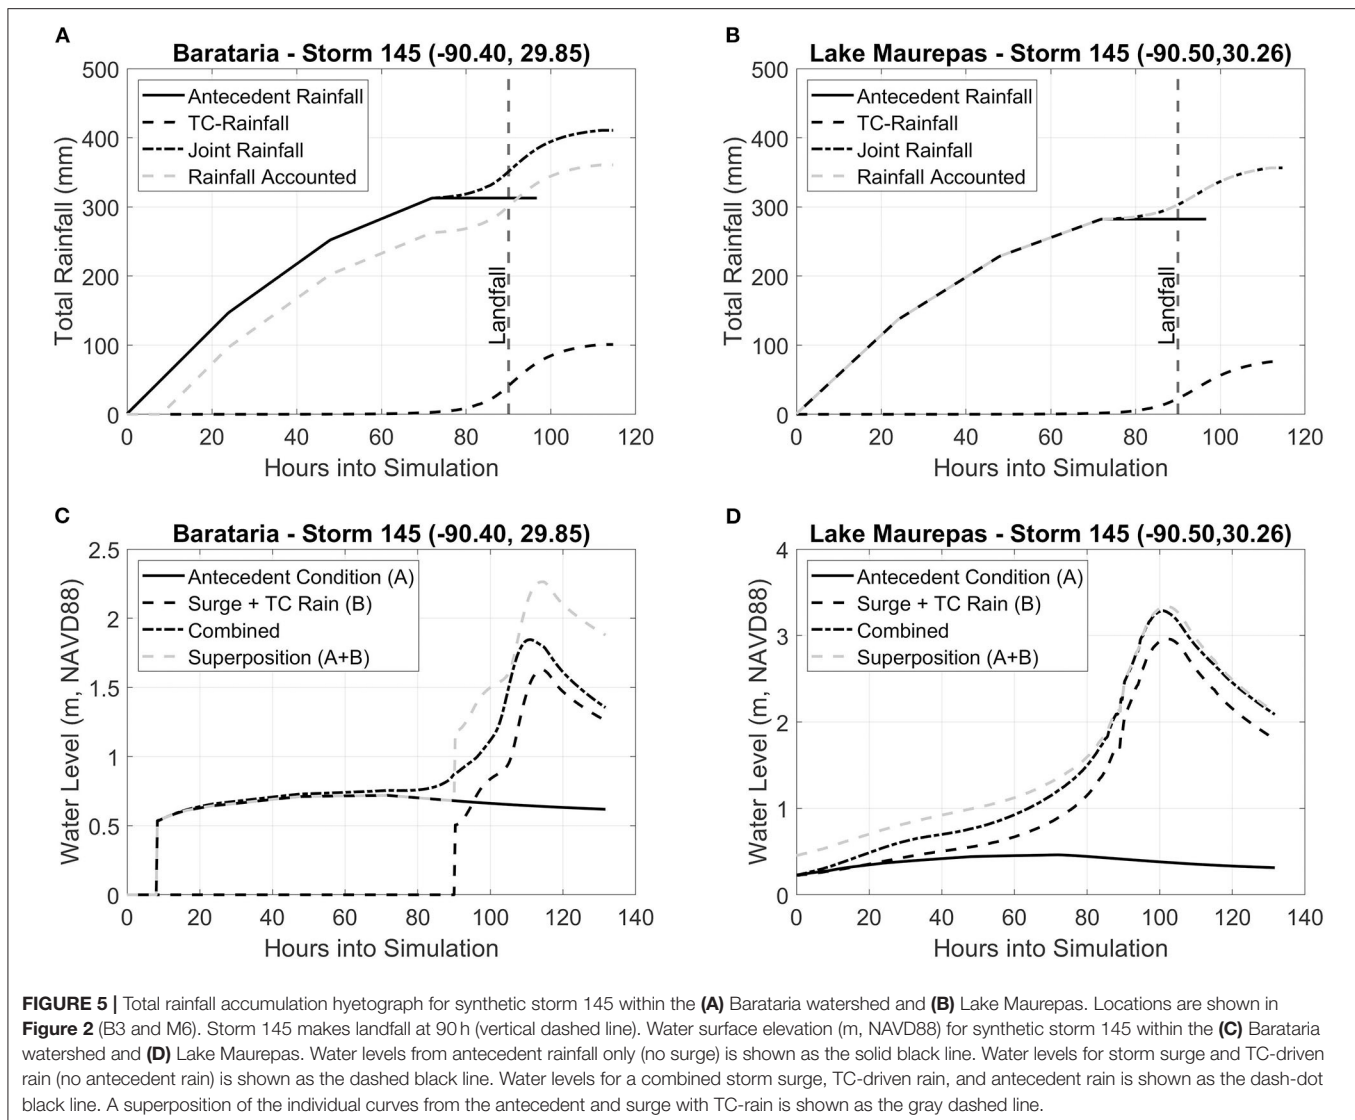 A
Barataria - Storm 145 (-90.40, 29.85)
500
400
300
200
100
0
Total Rainfall (mm)
Antecedent Rainfall
TC-Rainfall
Joint Rainfall
Rainfall Accounted
Landfall
0 20 40 60 80 100 120
Hours into Simulation
B
Lake Maurepas - Storm 145 (-90.50,30.26)
500
400
300
200
100
0
Total Rainfall (mm)
Antecedent Rainfall
TC-Rainfall
Joint Rainfall
Rainfall Accounted
Landfall
0 20 40 60 80 100 120
Hours into Simulation
C
Barataria - Storm 145 (-90.40, 29.85)
2.5
2
1.5
1
0.5
0
Water Level (m, NAVD88)
Antecedent Condition (A)
Surge + TC Rain (B)
Combined
Superposition (A+B)
0 20 40 60 80 100 120 140
Hours into Simulation
D
Lake Maurepas - Storm 145 (-90.50,30.26)
4
3
2
1
0
Water Level (m, NAVD88)
Antecedent Condition (A)
Surge + TC Rain (B)
Combined
Superposition (A+B)
0 20 40 60 80 100 120 140
Hours into Simulation
FIGURE 5 | Total rainfall accumulation hyetograph for synthetic storm 145 within the (A) Barataria watershed and (B) Lake Maurepas. Locations are shown in
Figure 2 (B3 and M6). Storm 145 makes landfall at 90 h (vertical dashed line). Water surface elevation (m, NAVD88) for synthetic storm 145 within the (C) Barataria
watershed and (D) Lake Maurepas. Water levels from antecedent rainfall only (no surge) is shown as the solid black line. Water levels for storm surge and TC-driven
rain (no antecedent rain) is shown as the dashed black line. Water levels for a combined storm surge, TC-driven rain, and antecedent rain is shown as the dash-dot
black line. A superposition of the individual curves from the antecedent and surge with TC-rain is shown as the gray dashed line.